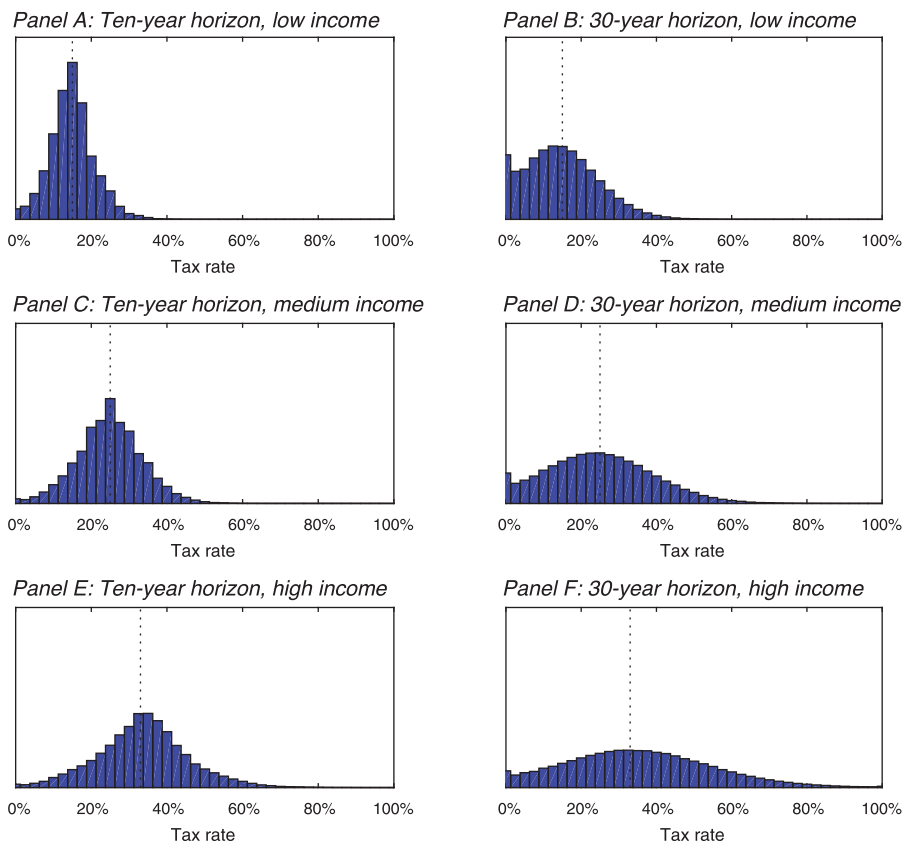 Panel A: Ten-year horizon, low income
0% 20% 40% 60% 80% 100%
Tax rate
Panel B: 30-year horizon, low income
0% 20% 40% 60% 80% 100%
Tax rate
Panel C: Ten-year horizon, medium income
0% 20% 40% 60% 80% 100%
Tax rate
Panel D: 30-year horizon, medium income
0% 20% 40% 60% 80% 100%
Tax rate
Panel E: Ten-year horizon, high income
0% 20% 40% 60% 80% 100%
Tax rate
Panel F: 30-year horizon, high income
0% 20% 40% 60% 80% 100%
Tax rate